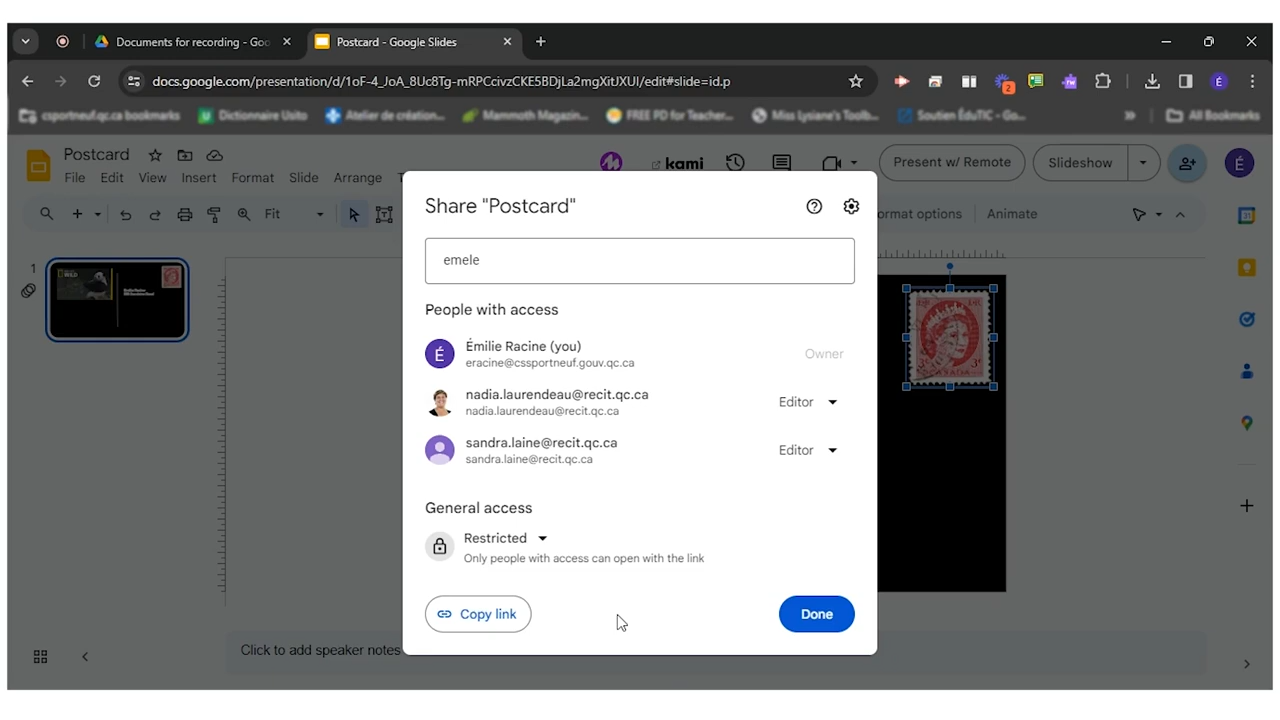 Documents for recording - Goo
Postcard - Google Slides
docs.google.com/presentation/d/1oF-4_JoA_8Uc8Tg-mRPCcivzCKE5BDjLa2mgXitJXUI/edit#slide=id.p
2
É
csportneuf.qc.ca bookmarks
Dictionnaire Usito
Atelier de création...
Mammoth Magazin...
FREE PD for Teacher...
Miss Lysiane's Toolb...
Soutien ÉduTIC - Go...
All Bookmarks
Postcard
kami
Present w/ Remote
Slideshow
É
File Edit View Insert Format Slide Arrange T
Fit
ormat options
Animate
Share "Postcard"
emele
People with access
É
Émilie Racine (you)
eracine@cssportneuf.gouv.qc.ca
Owner
nadia.laurendeau@recit.qc.ca
nadia.laurendeau@recit.qc.ca
Editor
sandra.laine@recit.qc.ca
sandra.laine@recit.qc.ca
Editor
General access
Restricted
Only people with access can open with the link
Copy link
Done
1
WILD
CANADA
Click to add speaker notes